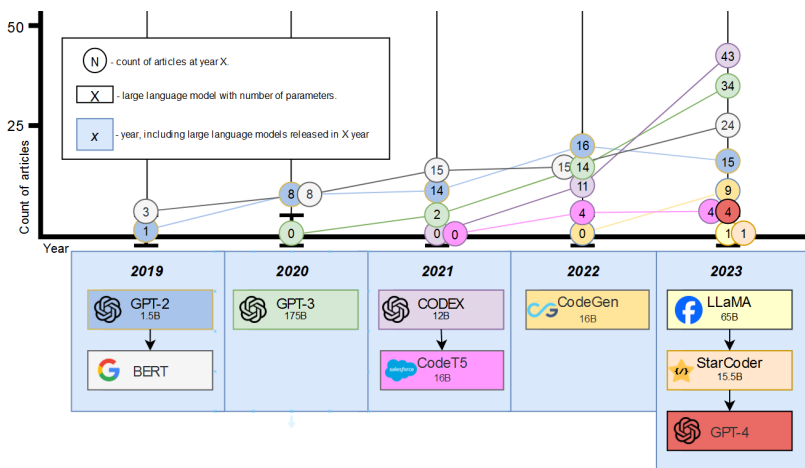 50
25
Count of articles
Year
N - count of articles at year X.
X - large language model with number of parameters.
x - year, including large language models released in X year
3
1
8
8
0
15
14
2
0
0
15
16
14
11
4
0
43
34
24
15
9
4
4
1
1
2019
GPT-2
1.5B
BERT
2020
GPT-3
175B
2021
CODEX
12B
salesforce
CodeT5
16B
2022
CodeGen
16B
2023
LLaMA
65B
{/}
StarCoder
15.5B
GPT-4